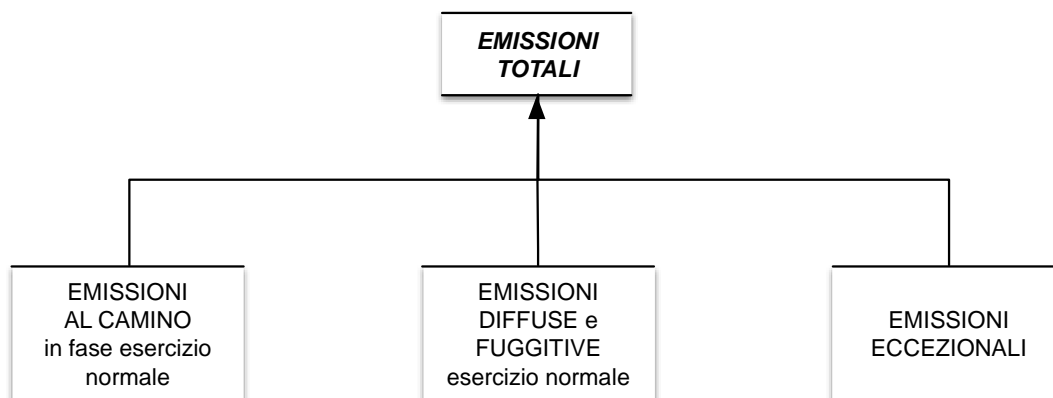 EMISSIONI
TOTALI
EMISSIONI
AL CAMINO
in fase esercizio
normale
EMISSIONI
DIFFUSE e
FUGGITIVE
esercizio normale
EMISSIONI
ECCEZIONALI